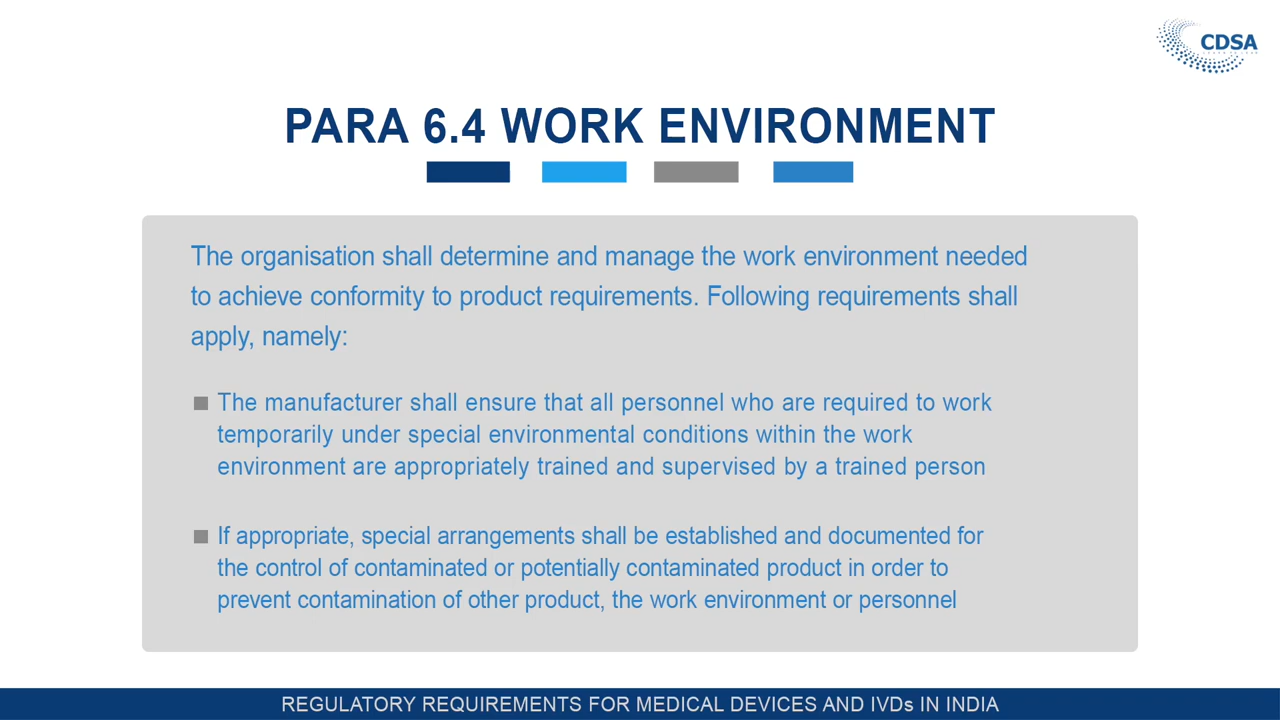 CDSA
PARA 6.4 WORK ENVIRONMENT
The organisation shall determine and manage the work environment needed
to achieve conformity to product requirements. Following requirements shall
apply, namely:
The manufacturer shall ensure that all personnel who are required to work
temporarily under special environmental conditions within the work
environment are appropriately trained and supervised by a trained person
If appropriate, special arrangements shall be established and documented for
the control of contaminated or potentially contaminated product in order to
prevent contamination of other product, the work environment or personnel
REGULATORY REQUIREMENTS FOR MEDICAL DEVICES AND IVDs IN INDIA